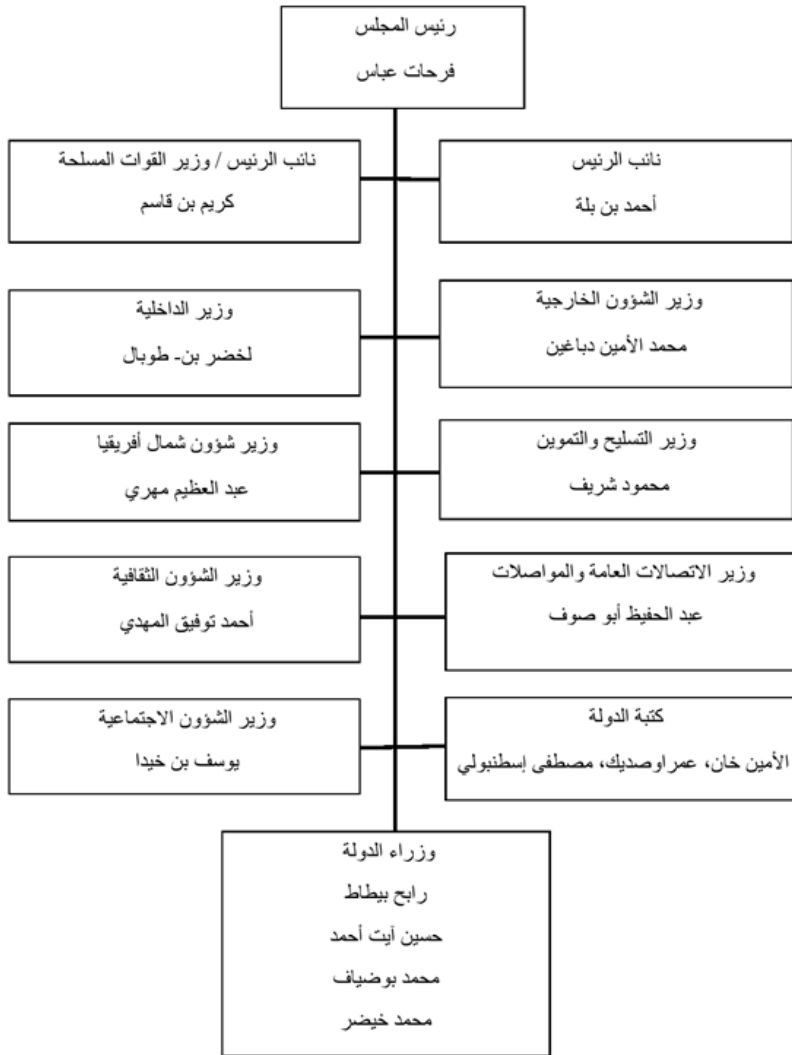 رئيس المجلس
فرحات عباس
نائب الرئيس
أحمد بن بلة
نائب الرئيس / وزير القوات المسلحة
كريم بن قاسم
وزير الشؤون الخارجية
محمد الأمين دباغين
وزير الداخلية
لخضر بن- طوبال
وزير التسليح والتموين
محمود شريف
وزير شؤون شمال أفريقيا
عبد العظيم مهري
وزير الاتصالات العامة والمواصلات
عبد الحفيظ أبو صوف
وزير الشؤون الثقافية
أحمد توفيق المهدي
كتبة الدولة
الأمين خان، عمراوصديك، مصطفى إسطنبولي
وزير الشؤون الاجتماعية
يوسف بن خيدا
وزراء الدولة
رابح بيطاط
حسين آيت أحمد
محمد بوضياف
محمد خيضر